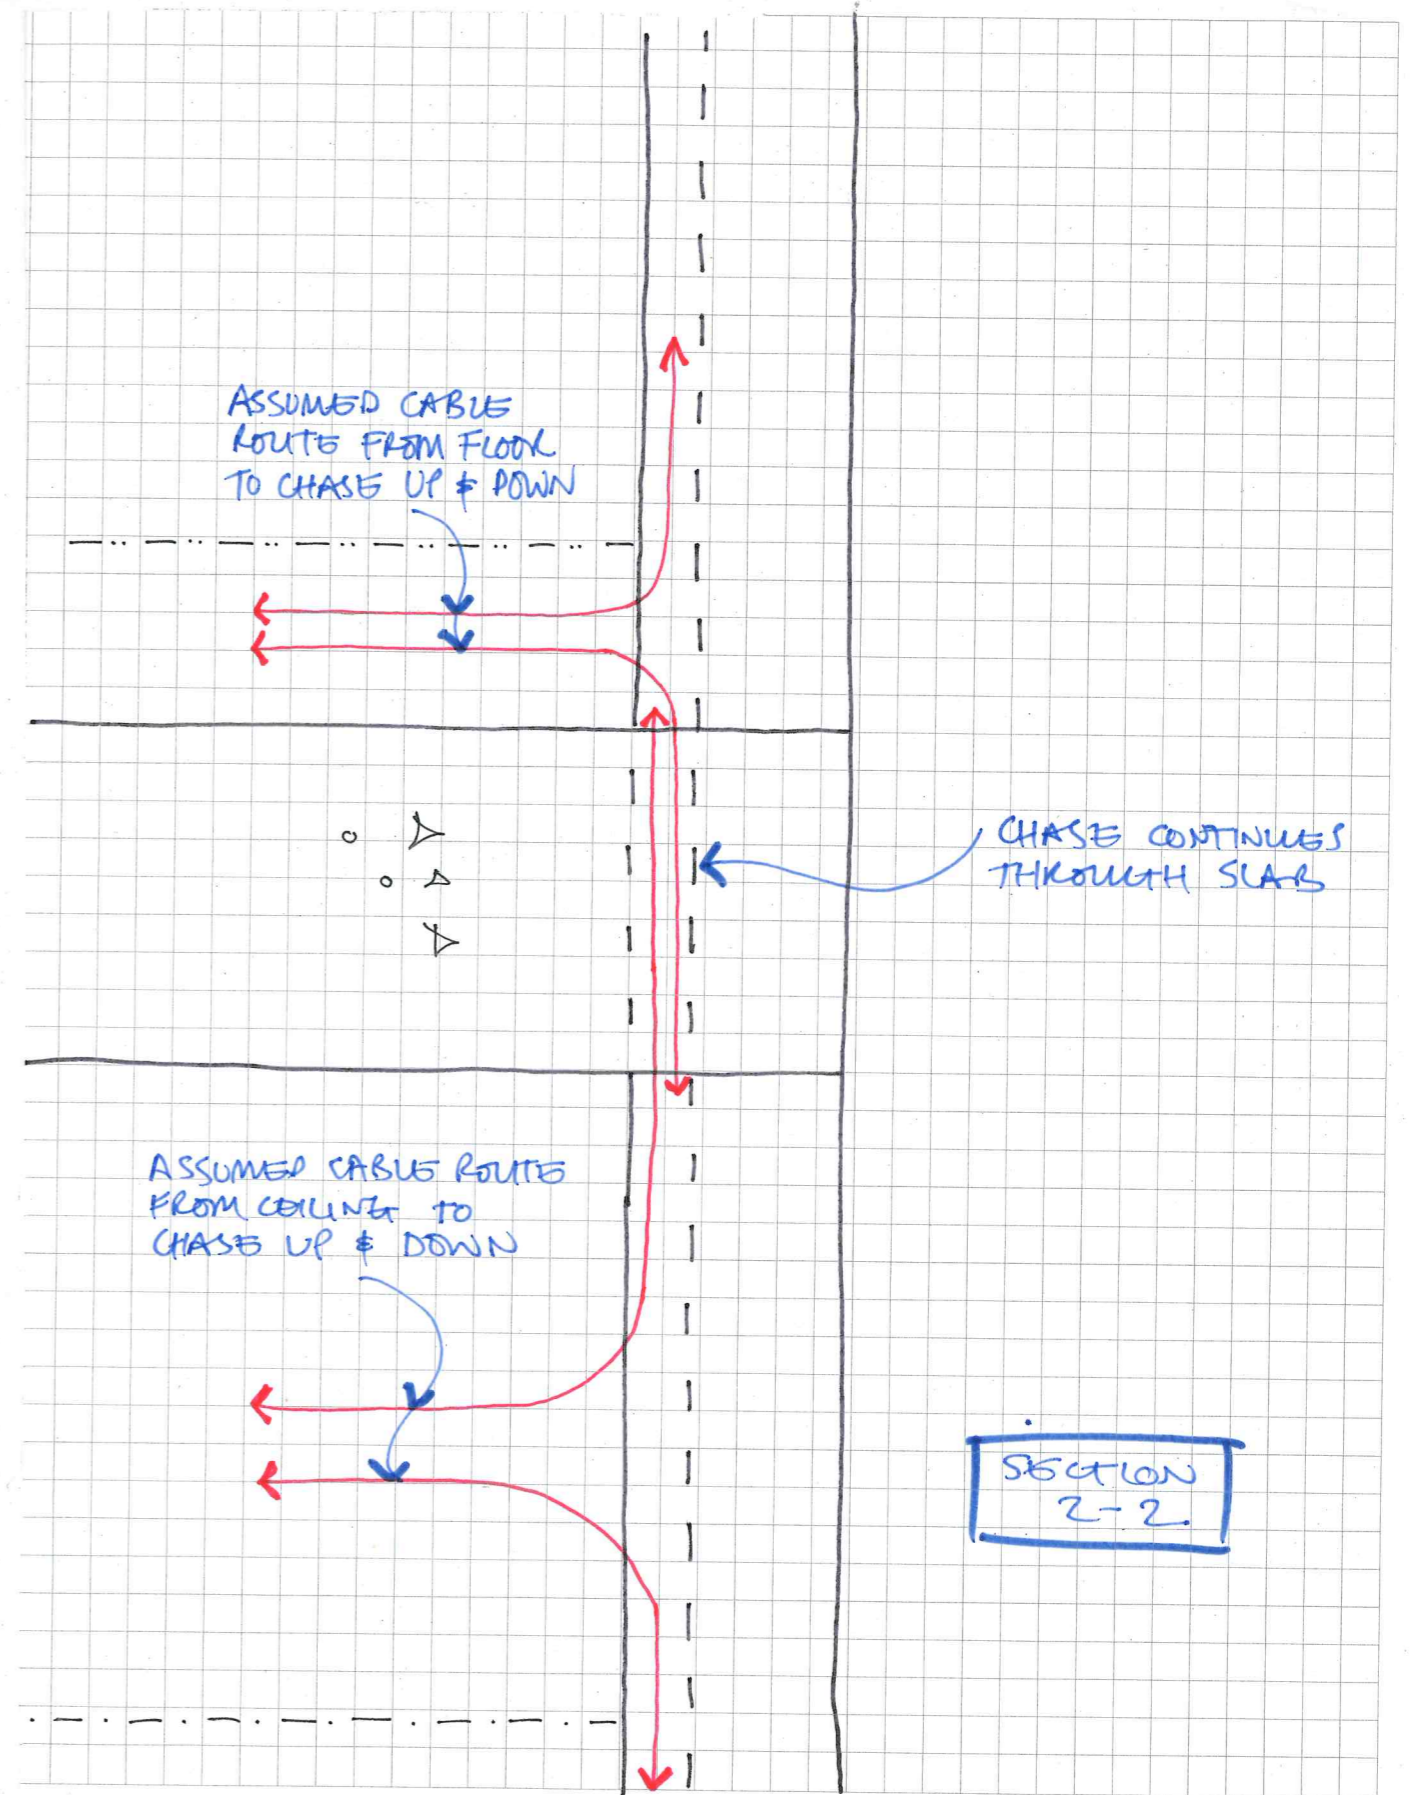 ASSUMED CABLE
ROUTE FROM FLOOR
TO CHASE UP & DOWN
CHASE CONTINUES
THROUGH SLAB
ASSUMED CABLE ROUTE
FROM CEILING TO
CHASE UP & DOWN
SECTION
2-2.